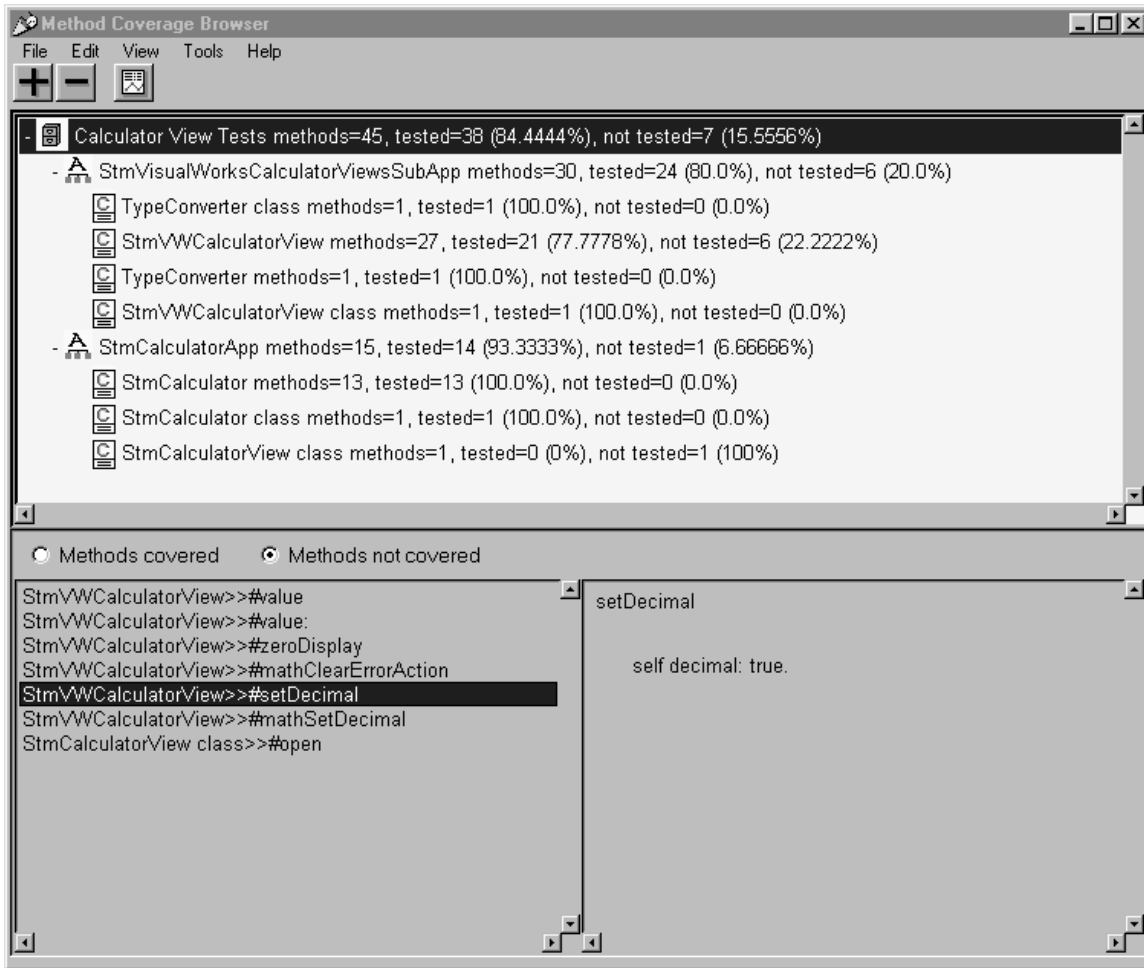 Method Coverage Browser
File Edit View Tools Help
- Calculator View Tests methods=45, tested=38 (84.4444%), not tested=7 (15.5556%)
- A StmVisualWorksCalculatorViewsSubApp methods=30, tested=24 (80.0%), not tested=6 (20.0%)
C TypeConverter class methods=1, tested=1 (100.0%), not tested=0 (0.0%)
C StmVWCalculatorView methods=27, tested=21 (77.7778%), not tested=6 (22.2222%)
C TypeConverter methods=1, tested=1 (100.0%), not tested=0 (0.0%)
C StmVWCalculatorView class methods=1, tested=1 (100.0%), not tested=0 (0.0%)
- A StmCalculatorApp methods=15, tested=14 (93.3333%), not tested=1 (6.66666%)
C StmCalculator methods=13, tested=13 (100.0%), not tested=0 (0.0%)
C StmCalculator class methods=1, tested=1 (100.0%), not tested=0 (0.0%)
C StmCalculatorView class methods=1, tested=0 (0%), not tested=1 (100%)
Methods covered Methods not covered
StmVWCalculatorView>>#value
StmVWCalculatorView>>#value:
StmVWCalculatorView>>#zeroDisplay
StmVWCalculatorView>>#mathClearErrorAction
StmVWCalculatorView>>#setDecimal
StmVWCalculatorView>>#mathSetDecimal
StmCalculatorView class>>#open
setDecimal
self decimal: true.